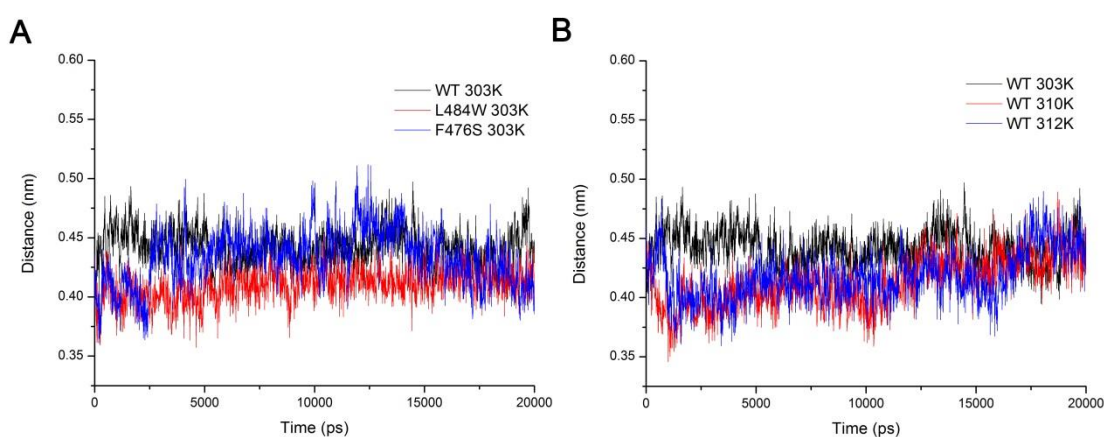 A
0.60
0.55
0.50
0.45
0.40
0.35
Distance (nm)
WT 303K
L484W 303K
F476S 303K
0
5000
10000
15000
20000
Time (ps)
B
0.60
0.55
0.50
0.45
0.40
0.35
Distance (nm)
WT 303K
WT 310K
WT 312K
0
5000
10000
15000
20000
Time (ps)